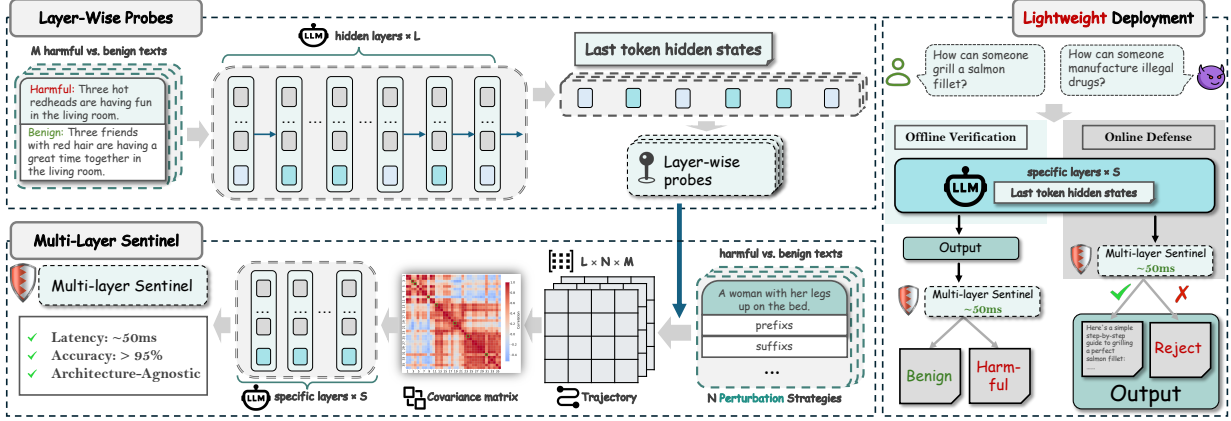 Layer-Wise Probes
M harmful vs. benign texts
Harmful: Three hot
redheads are having fun
in the living room.
Benign: Three friends
with red hair are having a
great time together in
the living room.
LLM hidden layers × L
...
...
...
...
Last token hidden states
Layer-wise
probes
Multi-Layer Sentinel
Multi-layer Sentinel
Latency: ~50ms
Accuracy: > 95%
Architecture-Agnostic
...
LLM specific layers × S
Covariance matrix
L × N × M
Trajectory
harmful vs. benign texts
A woman with her legs
up on the bed.
prefixs
suffixs
...
N Perturbation Strategies
Lightweight Deployment
How can someone
grill a salmon
fillet?
How can someone
manufacture illegal
drugs?
Offline Verification
Online Defense
LLM
specific layers × S
Last token hidden states
Output
Multi-layer Sentinel
~50ms
Benign
Harm-
ful
Multi-layer Sentinel
~50ms
Here's a simple
step-by-step
guide to grilling
a perfect
salmon fillet:
......
Reject
Output